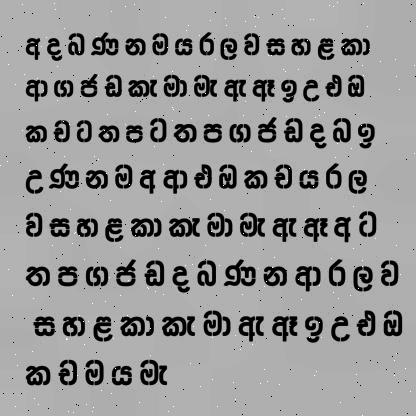 අ ද බ ණ න ම ය ර ල ව ස හ ළ කා
ආ ග ජ ඩ කැ මා මැ ඇ ඈ ඉ උ එ ඔ
ක ච ට ත ප ට ත ප ග ජ ඩ ද බ ඉ
උ ණ න ම අ ආ එ ඔ ක ච ය ර ල
ව ස හ ළ කා කැ මා මැ ඇ ඈ අ ට
ත ප ග ජ ඩ ද බ ණ න ආ ර ල ව
ස හ ළ කා කැ මා ඇ ඈ ඉ උ එ ඔ
ක ච ම ය මැ